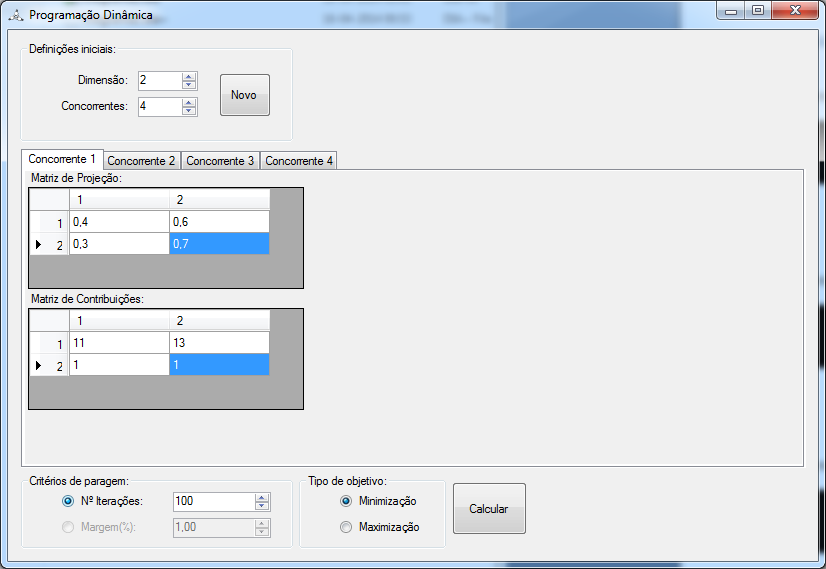 Programação Dinâmica
Definições iniciais:
Dimensão: 2
Concorrentes: 4
Novo
Concorrente 1 Concorrente 2 Concorrente 3 Concorrente 4
Matriz de Projeção:
1 2
1 0,4 0,6
2 0,3 0,7
Matriz de Contribuições:
1 2
1 11 13
2 1 1
Critérios de paragem:
Nº Iterações: 100
Margem(%): 1,00
Tipo de objetivo:
Minimização
Maximização
Calcular